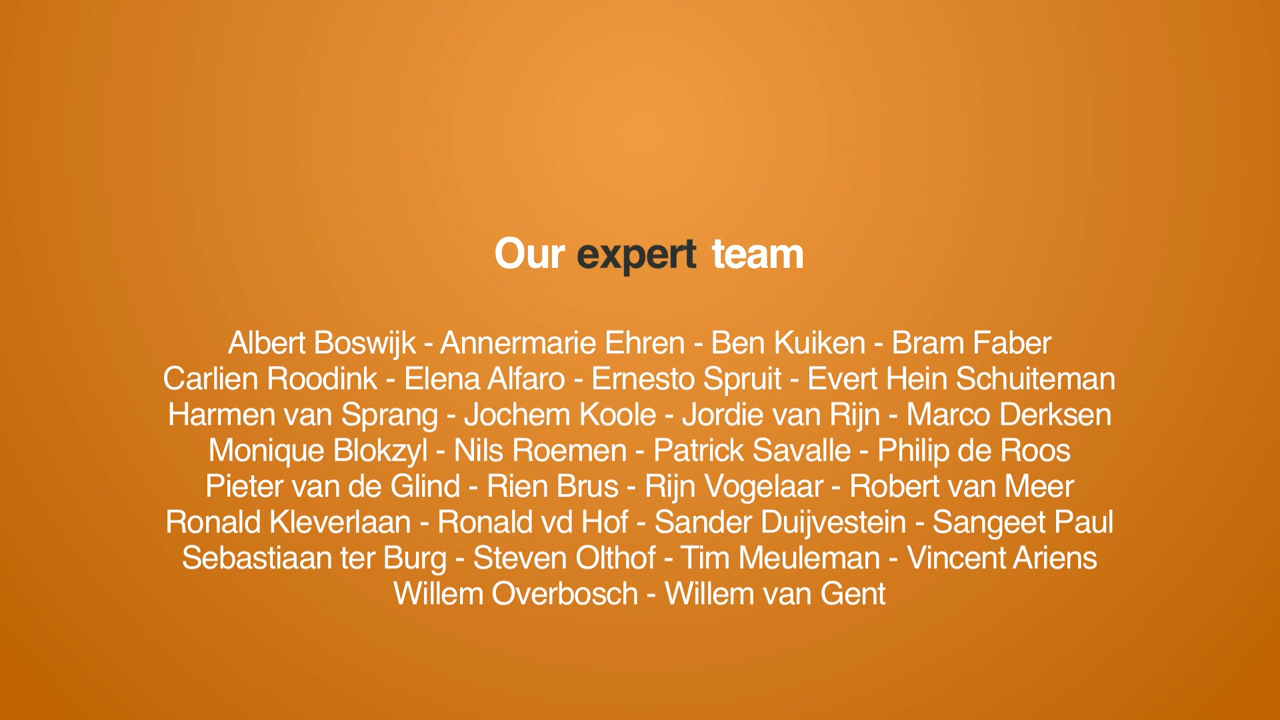 Our expert team
Albert Boswijk - Annermarie Ehren - Ben Kuiken - Bram Faber
Carlien Roodink - Elena Alfaro - Ernesto Spruit - Evert Hein Schuiteman
Harmen van Sprang - Jochem Koole - Jordie van Rijn - Marco Derksen
Monique Blokzyl - Nils Roemen - Patrick Savalle - Philip de Roos
Pieter van de Glind - Rien Brus - Rijn Vogelaar - Robert van Meer
Ronald Kleverlaan - Ronald vd Hof - Sander Duijvestein - Sangeet Paul
Sebastiaan ter Burg - Steven Olthof - Tim Meuleman - Vincent Ariens
Willem Overbosch - Willem van Gent